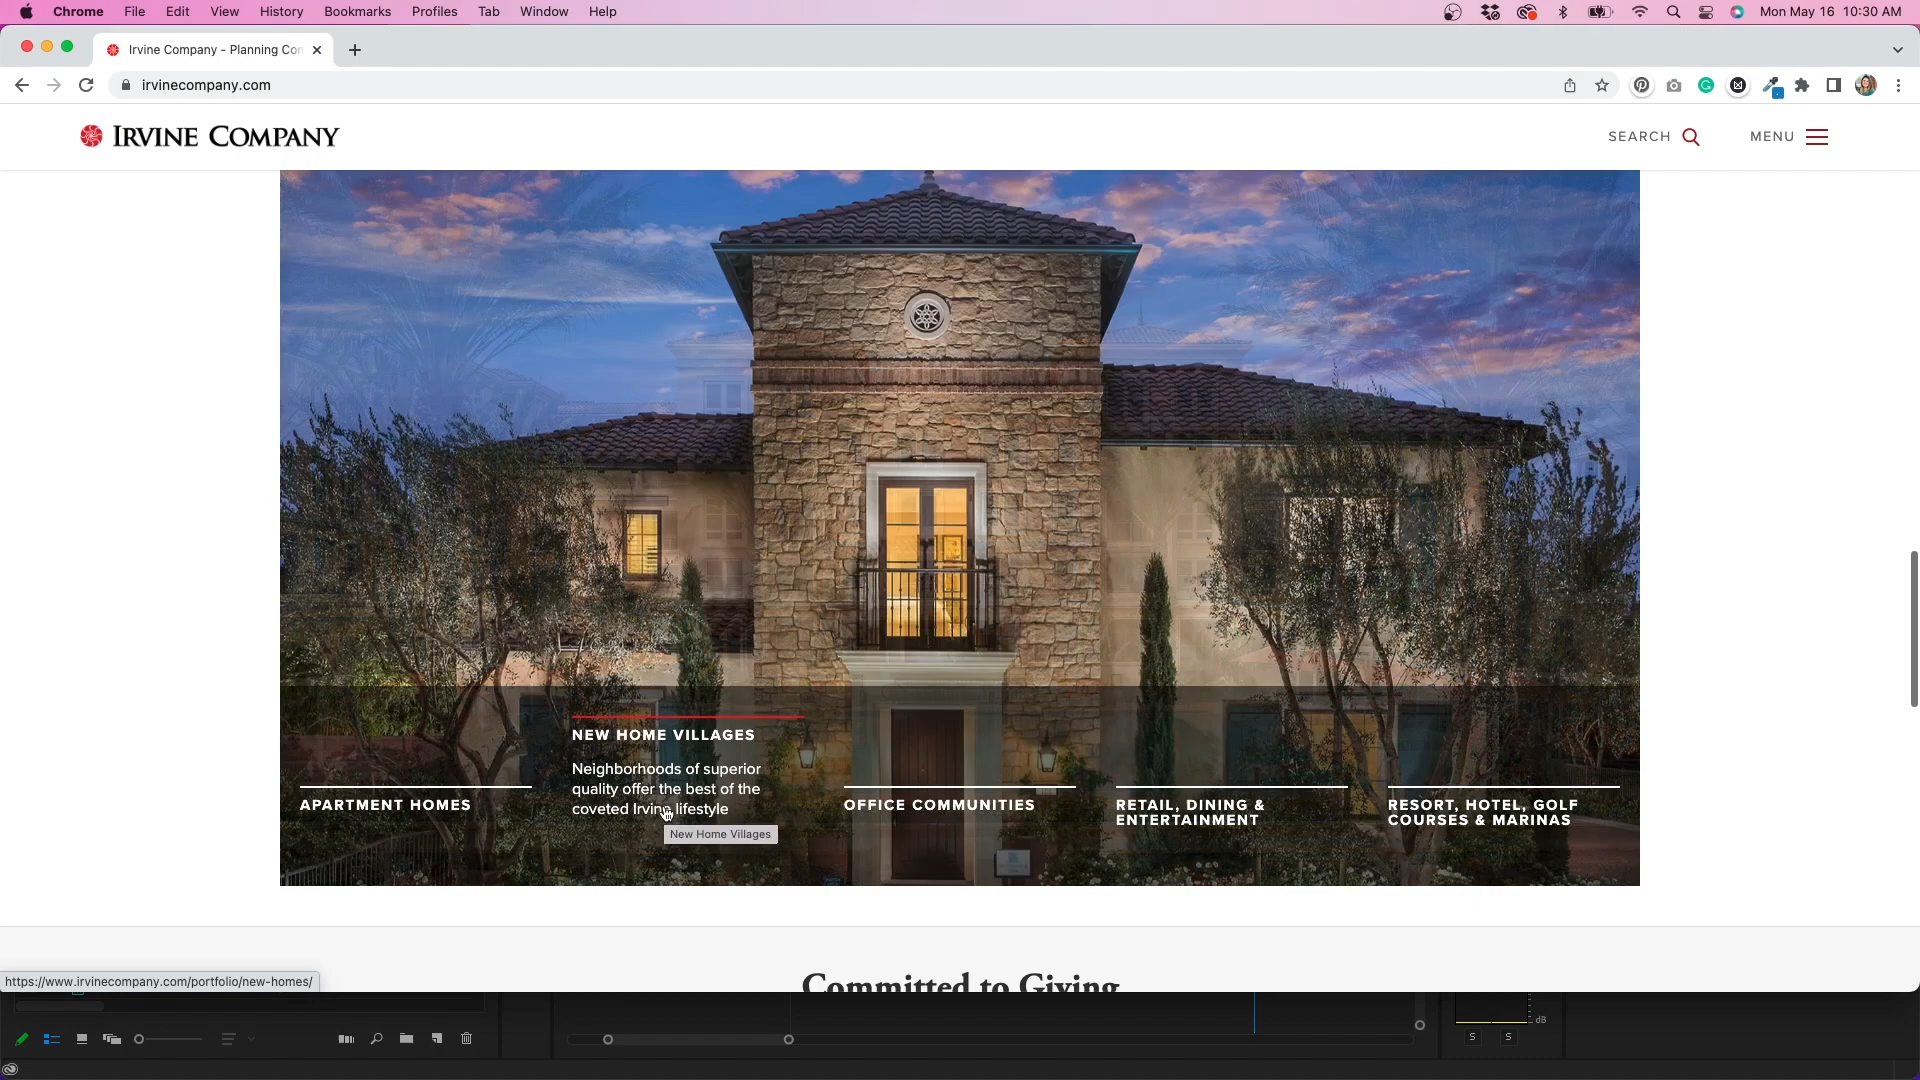 Chrome File Edit View History Bookmarks Profiles Tab Window Help
Mon May 16 10:30 AM
Irvine Company - Planning Con
irvinecompany.com
IRVINE COMPANY
SEARCH
MENU
NEW HOME VILLAGES
Neighborhoods of superior
quality offer the best of the
coveted Irvine lifestyle
New Home Villages
APARTMENT HOMES
OFFICE COMMUNITIES
RETAIL, DINING &
ENTERTAINMENT
RESORT, HOTEL, GOLF
COURSES & MARINAS
Committed to Giving
https://www.irvinecompany.com/portfolio/new-homes/
dB
S S